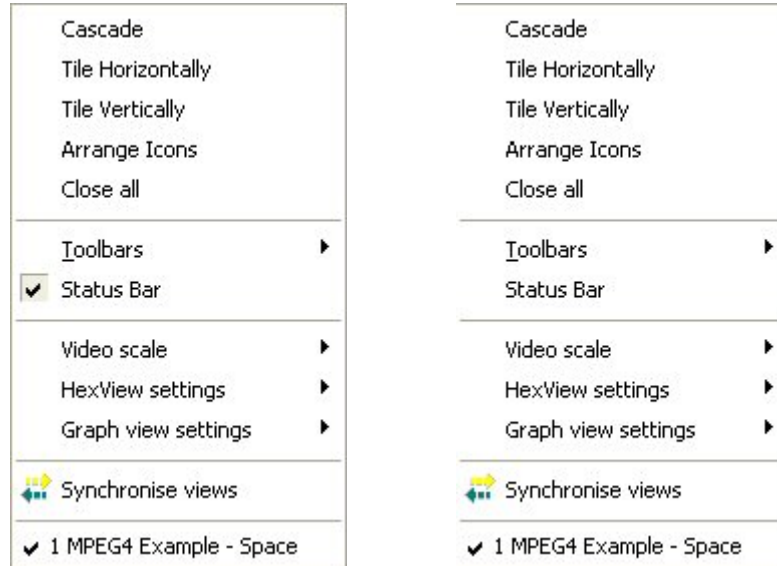 Cascade
Tile Horizontally
Tile Vertically
Arrange Icons
Close all
Toolbars
Status Bar
Video scale
HexView settings
Graph view settings
Synchronise views
1 MPEG4 Example - Space
Cascade
Tile Horizontally
Tile Vertically
Arrange Icons
Close all
Toolbars
Status Bar
Video scale
HexView settings
Graph view settings
Synchronise views
1 MPEG4 Example - Space